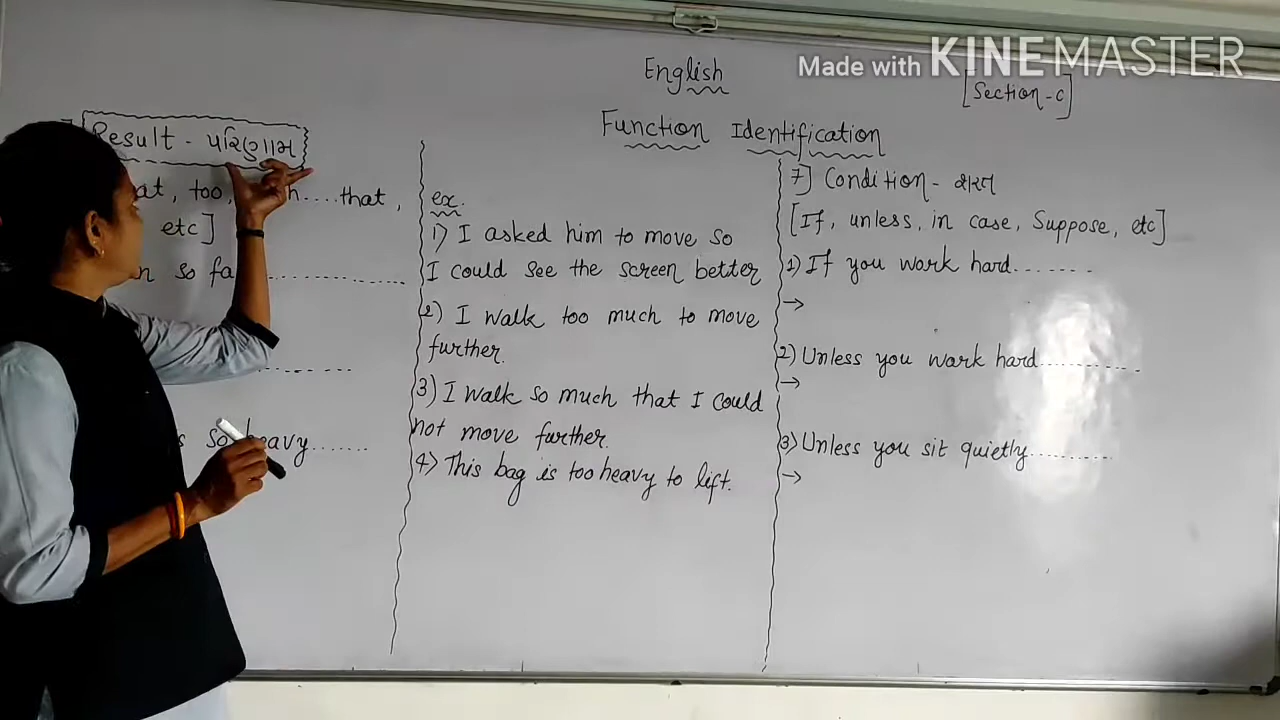 Made with KINEMASTER
English
[Section-C]
Function Identification
Result - પરિણામ
too, .... that,
etc]
so .................
.............
so heavy .......
ex.
1) I asked him to move so
I could see the screen better
2) I walk too much to move
further.
3) I walk so much that I could
not move further.
4) This bag is too heavy to lift.
7] Condition - શરત
[If, unless, in case, Suppose, etc]
1) If you work hard.......
→
2) Unless you work hard..............
→
3) Unless you sit quietly............
→